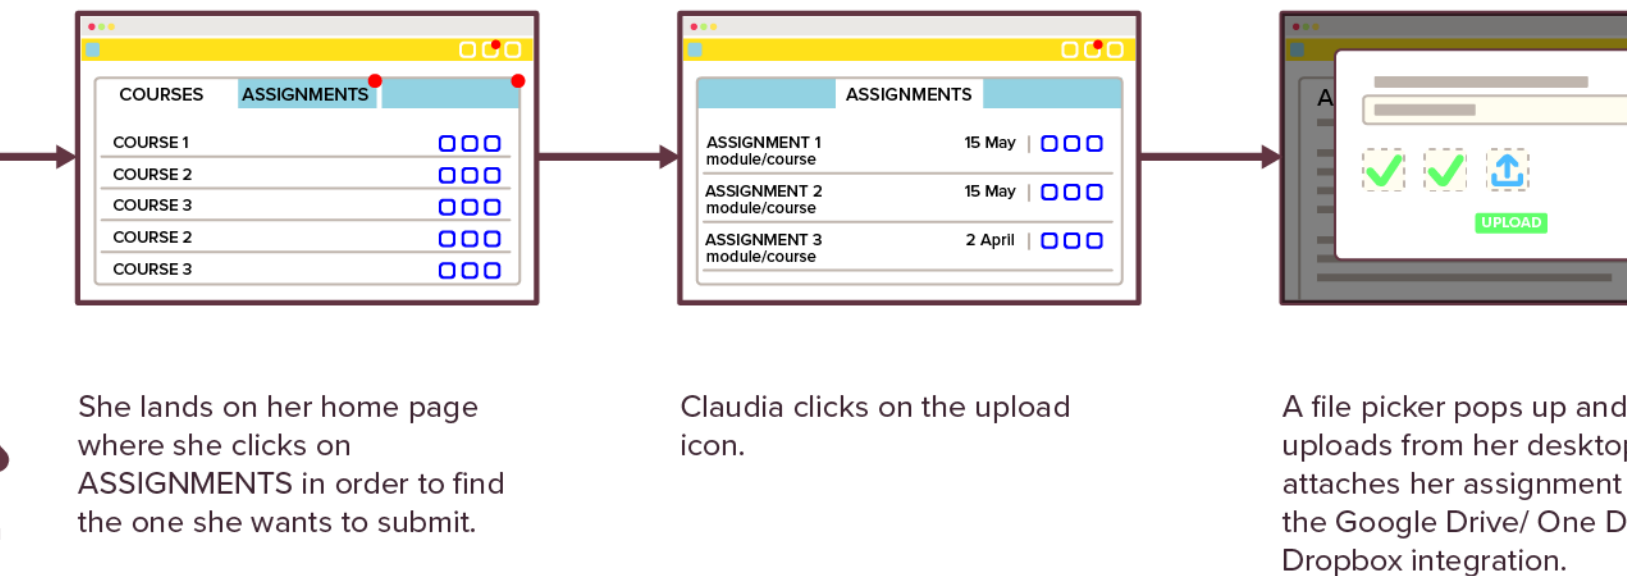 COURSES ASSIGNMENTS
COURSE 1
COURSE 2
COURSE 3
COURSE 2
COURSE 3
She lands on her home page
where she clicks on
ASSIGNMENTS in order to find
the one she wants to submit.
ASSIGNMENTS
ASSIGNMENT 1 15 May |
module/course
ASSIGNMENT 2 15 May |
module/course
ASSIGNMENT 3 2 April |
module/course
Claudia clicks on the upload
icon.
A
UPLOAD
A file picker pops up and
uploads from her desktop
attaches her assignment
the Google Drive/ One D
Dropbox integration.